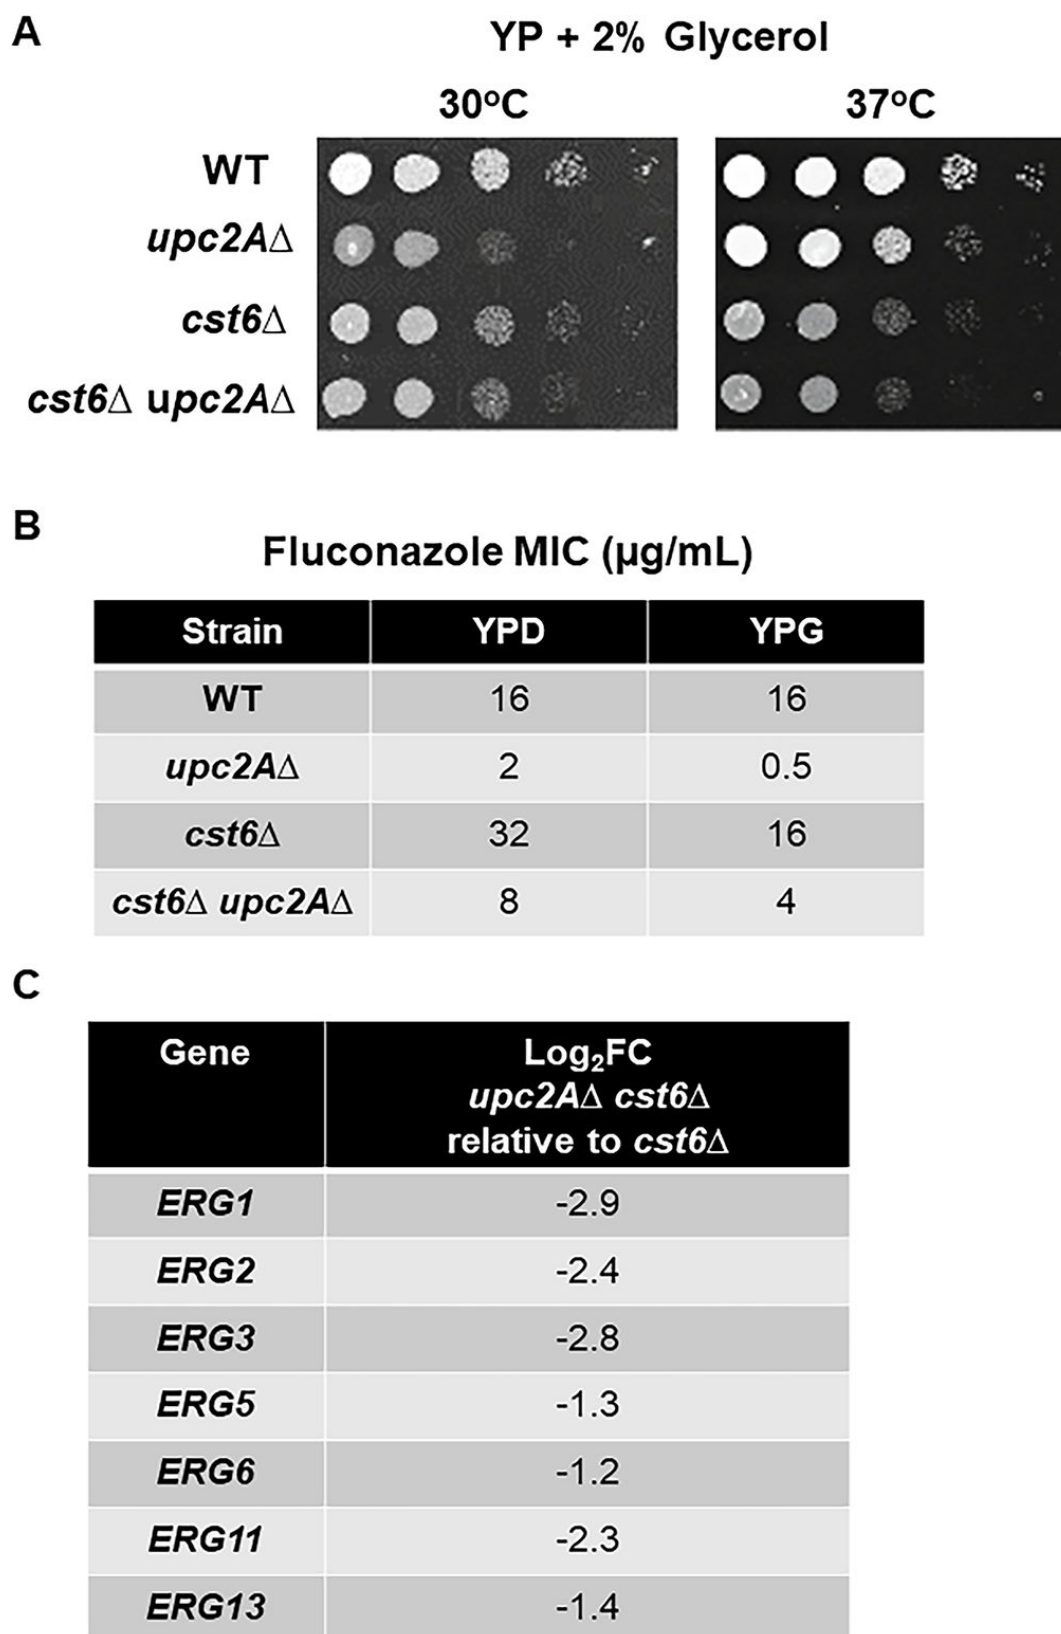 A
YP + 2% Glycerol
30°C 37°C
WT
upc2AΔ
cst6Δ
cst6Δ upc2AΔ
B
Fluconazole MIC (µg/mL)
Strain YPD YPG
WT 16 16
upc2AΔ 2 0.5
cst6Δ 32 16
cst6Δ upc2AΔ 8 4
C
Gene Log₂FC
upc2AΔ cst6Δ
relative to cst6Δ
ERG1 -2.9
ERG2 -2.4
ERG3 -2.8
ERG5 -1.3
ERG6 -1.2
ERG11 -2.3
ERG13 -1.4